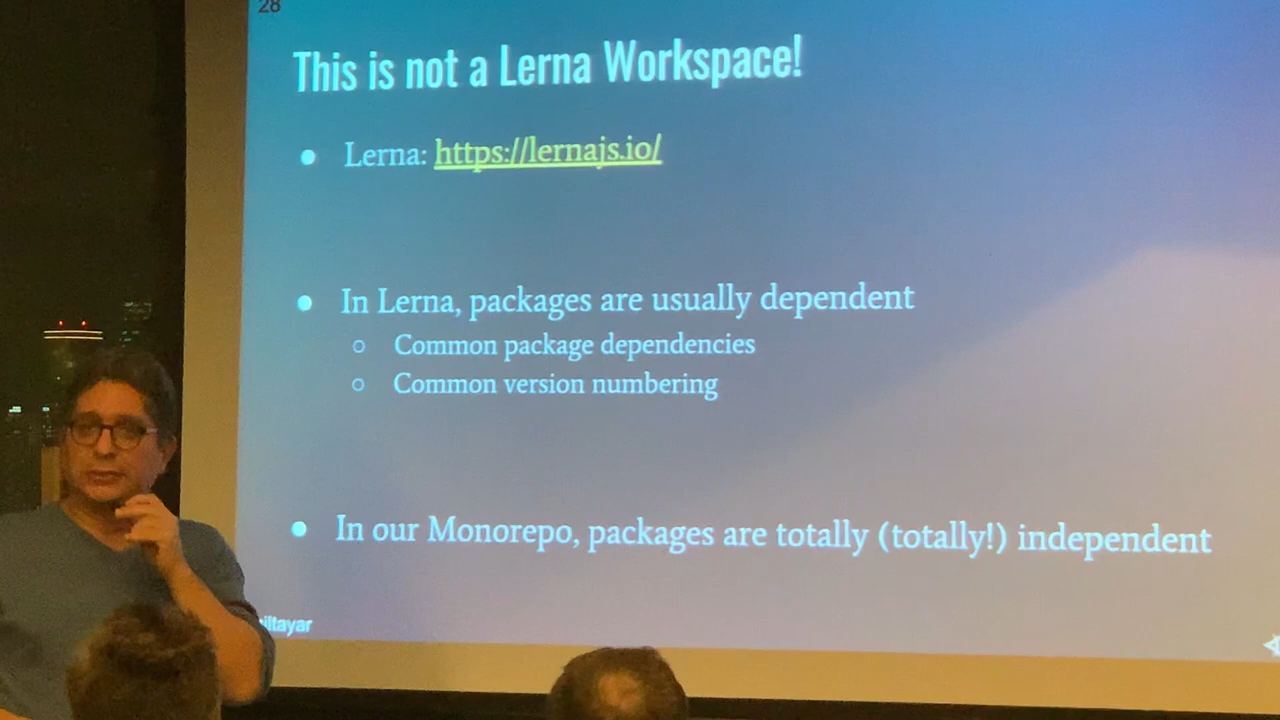 28
This is not a Lerna Workspace!
● Lerna: https://lernajs.io/
● In Lerna, packages are usually dependent
○ Common package dependencies
○ Common version numbering
● In our Monorepo, packages are totally (totally!) independent